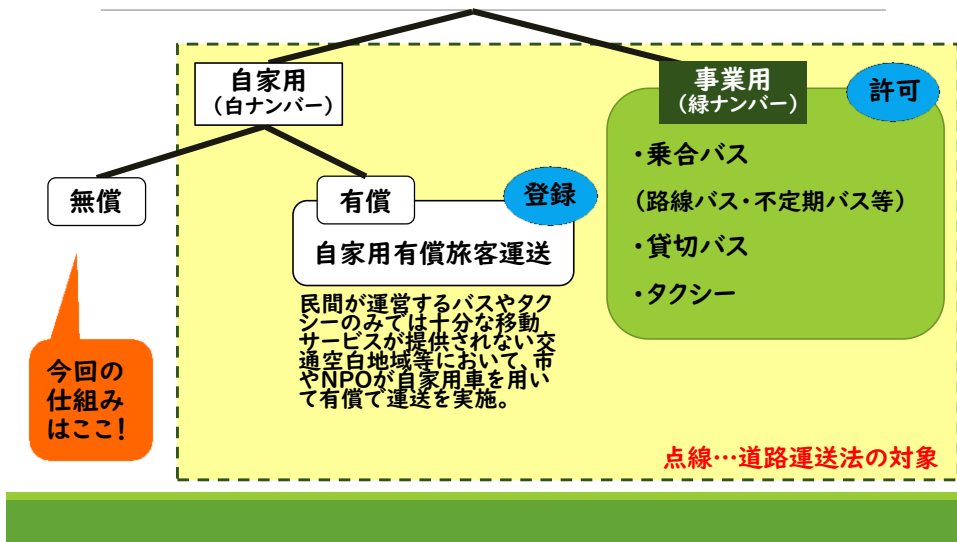 自家用
（白ナンバー）
事業用
（緑ナンバー）
許可
無償
有償
登録
自家用有償旅客運送
民間が運営するバスやタク
シーのみでは十分な移動
サービスが提供されない交
通空白地域等において、市
やNPOが自家用車を用い
て有償で運送を実施。
・乗合バス
（路線バス・不定期バス等）
・貸切バス
・タクシー
今回の
仕組み
はここ！
点線…道路運送法の対象